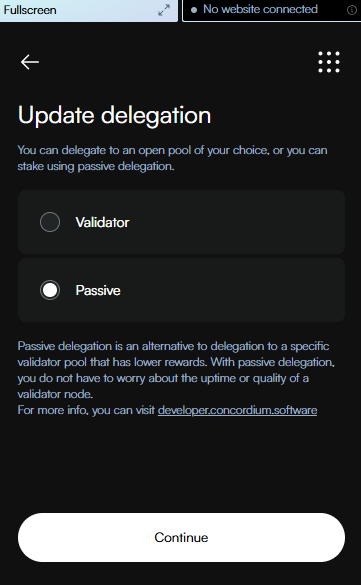 Fullscreen
No website connected
Update delegation
You can delegate to an open pool of your choice, or you can
stake using passive delegation.
Validator
Passive
Passive delegation is an alternative to delegation to a specific
validator pool that has lower rewards. With passive delegation,
you do not have to worry about the uptime or quality of a
validator node.
For more info, you can visit developer.concordium.software
Continue